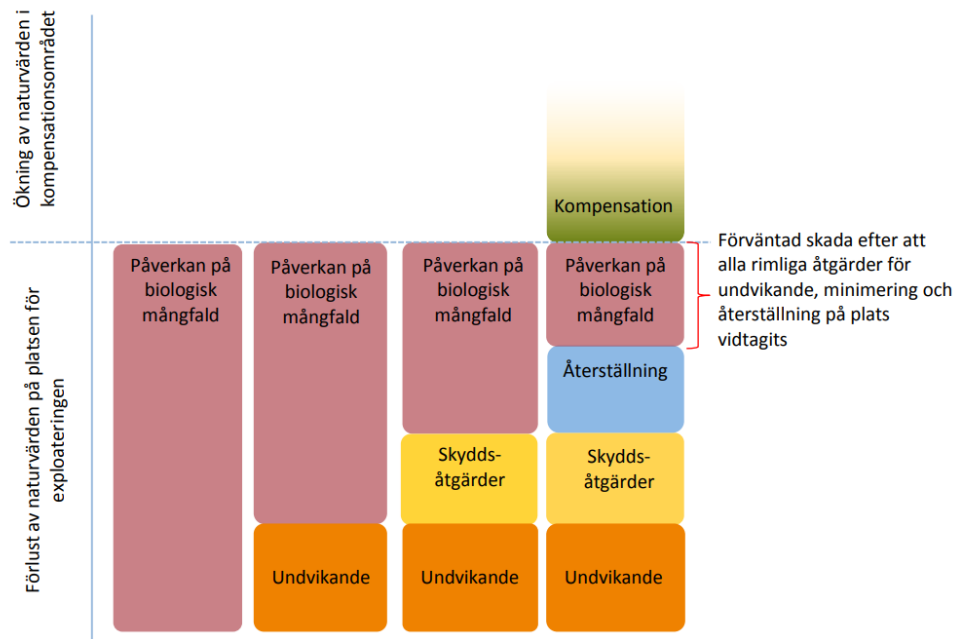 Ökning av naturvärden i
kompensationsområdet
Förlust av naturvärden på platsen för
exploateringen
Påverkan på
biologisk
mångfald
Påverkan på
biologisk
mångfald
Undvikande
Påverkan på
biologisk
mångfald
Skydds-
åtgärder
Undvikande
Kompensation
Påverkan på
biologisk
mångfald
Återställning
Skydds-
åtgärder
Undvikande
Förväntad skada efter att
alla rimliga åtgärder för
undvikande, minimering och
återställning på plats
vidtagits